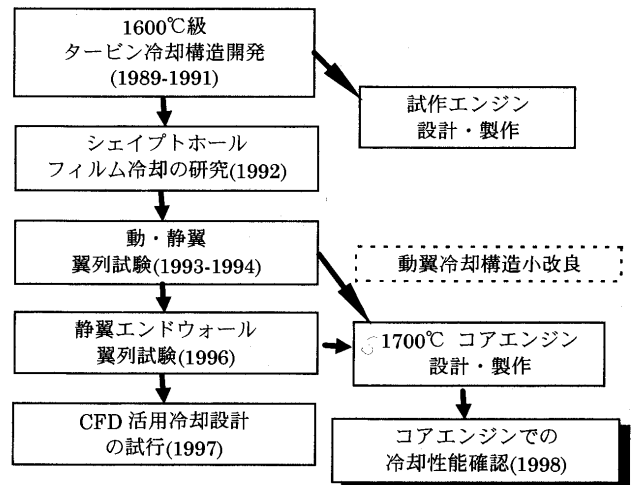 1600℃級
タービン冷却構造開発
(1989-1991)
試作エンジン
設計・製作
シェイプトホール
フィルム冷却の研究(1992)
動・静翼
翼列試験(1993-1994)
動翼冷却構造小改良
静翼エンドウォール
翼列試験(1996)
1700℃ コアエンジン
設計・製作
CFD 活用冷却設計
の試行(1997)
コアエンジンでの
冷却性能確認(1998)